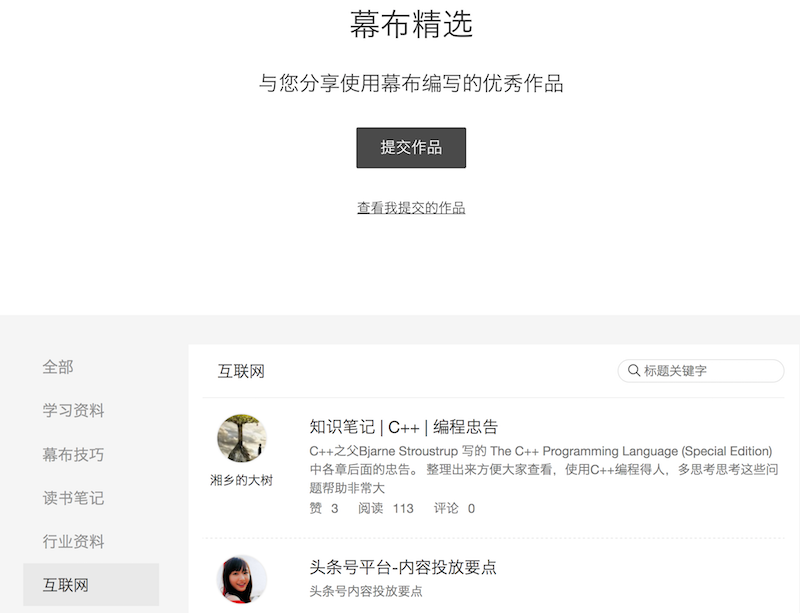 幕布精选
与您分享使用幕布编写的优秀作品
提交作品
查看我提交的作品
全部
学习资料
幕布技巧
读书笔记
行业资料
互联网
互联网
标题关键字
知识笔记 | C++ | 编程忠告
C++之父Bjarne Stroustrup 写的 The C++ Programming Language (Special Edition)
中各章后面的忠告。 整理出来方便大家查看，使用C++编程得人，多思考思考这些问
题帮助非常大
湘乡的大树
赞 3 阅读 113 评论 0
头条号平台-内容投放要点
头条号内容投放要点